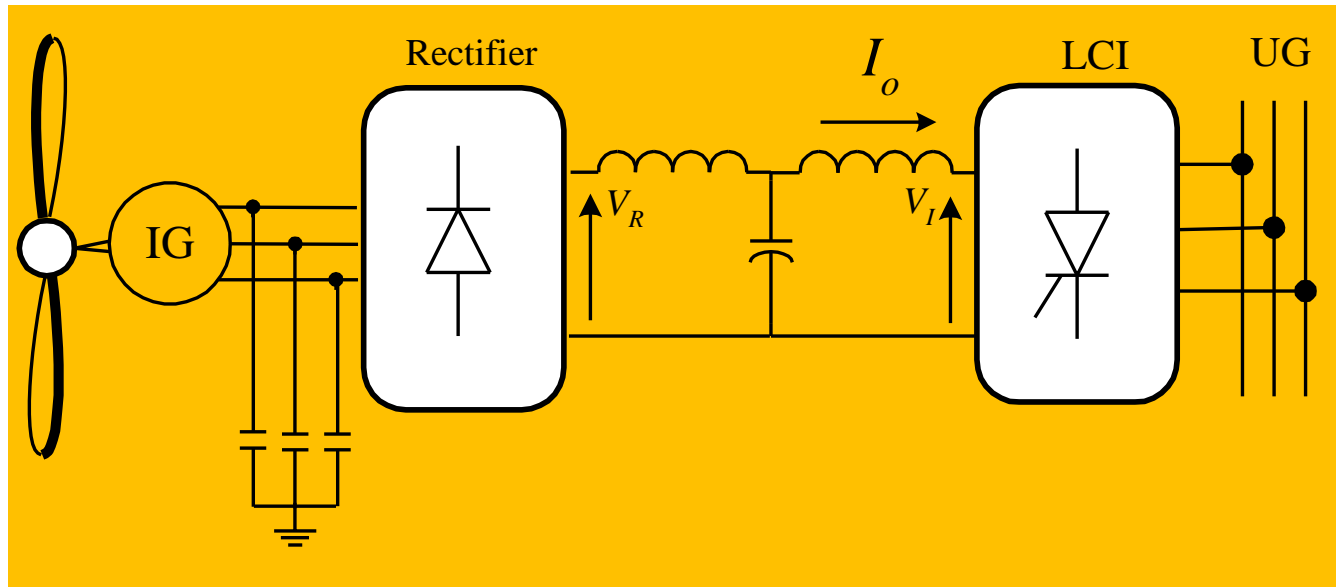 Rectifier
I_o
LCI
UG
IG
V_R
V_I